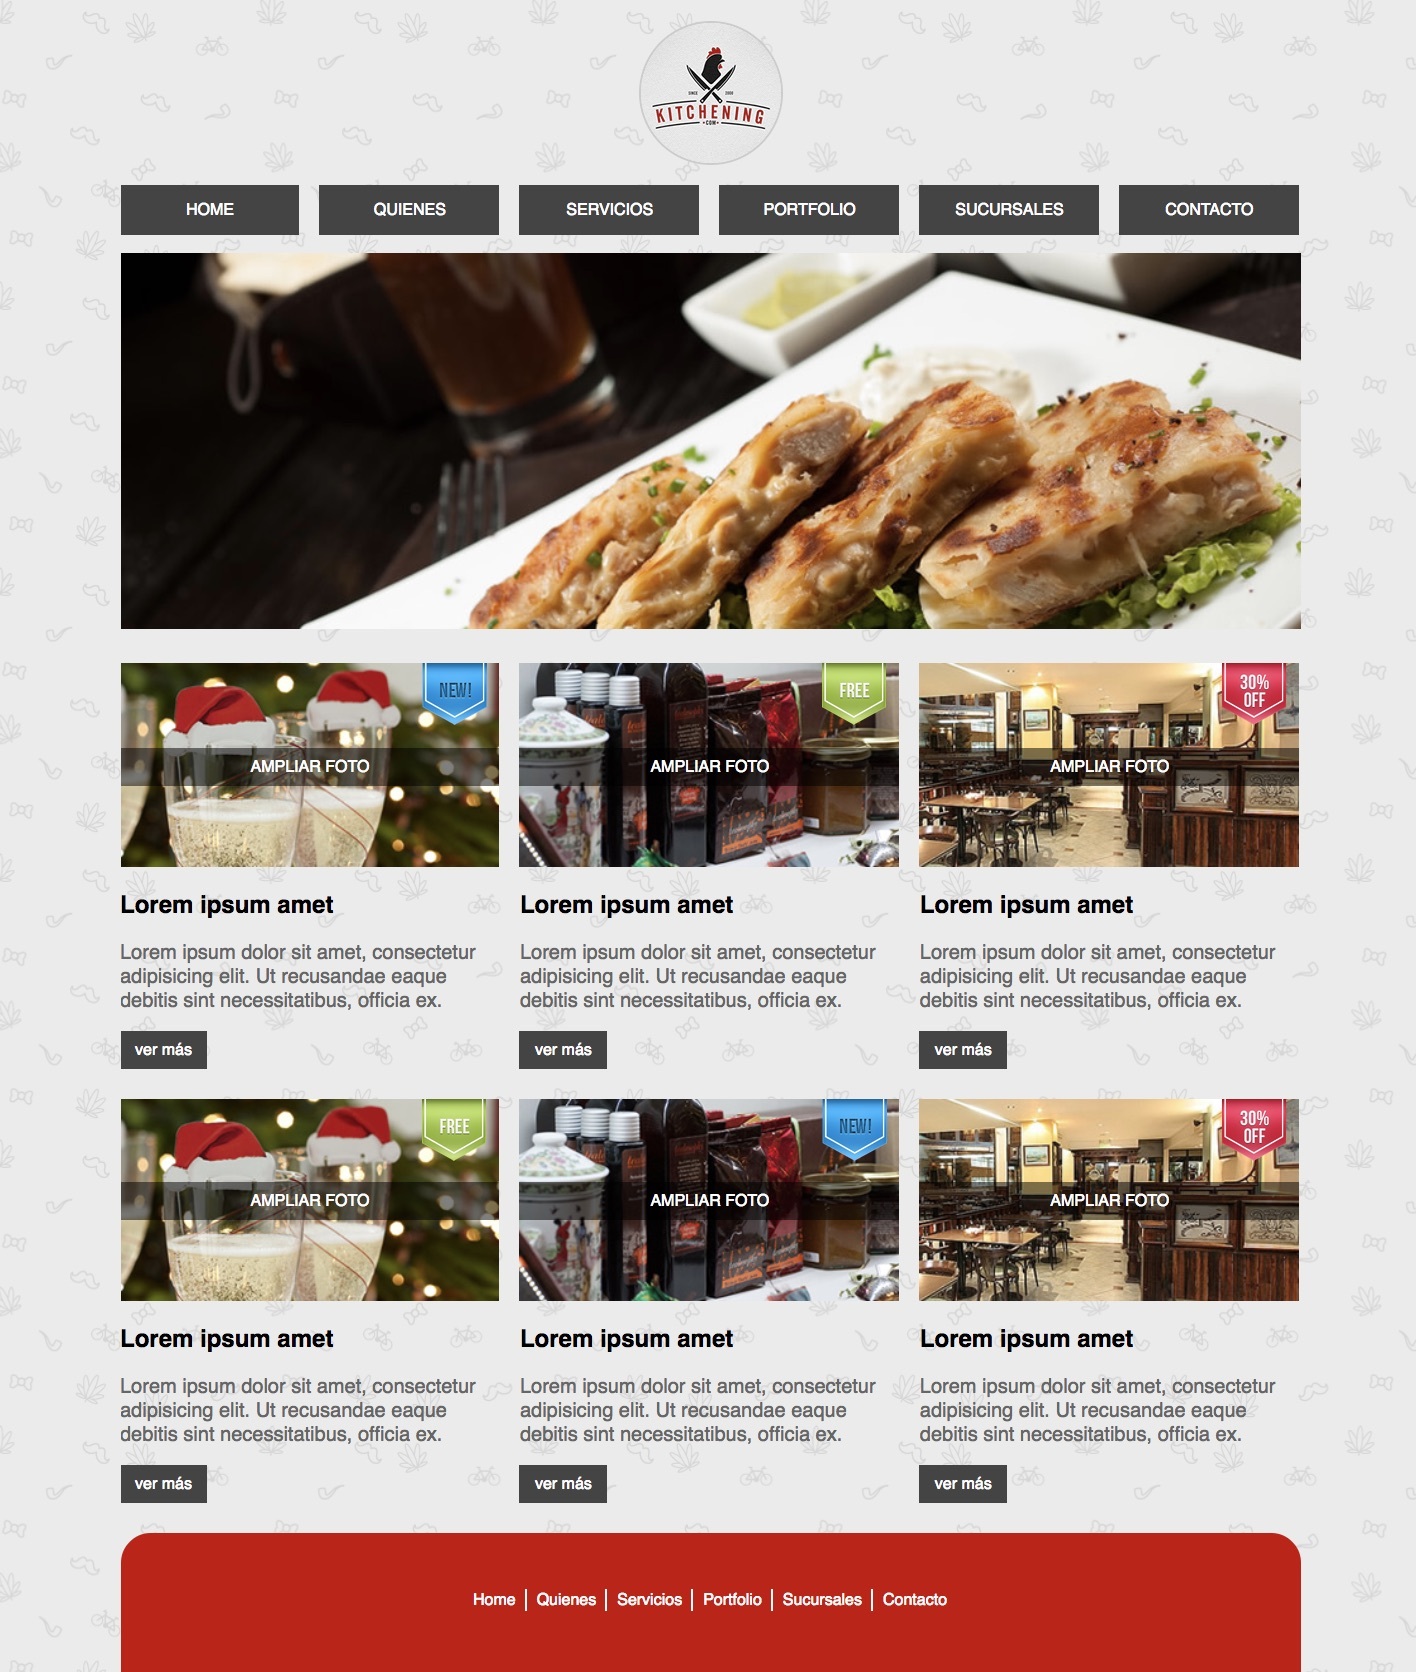 SINCE 2000
KITCHENING
•COM•
HOME QUIENES SERVICIOS PORTFOLIO SUCURSALES CONTACTO
NEW! FREE 30%
OFF
AMPLIAR FOTO AMPLIAR FOTO AMPLIAR FOTO
Lorem ipsum amet
Lorem ipsum dolor sit amet, consectetur
adipisicing elit. Ut recusandae eaque
debitis sint necessitatibus, officia ex.
ver más
Lorem ipsum amet
Lorem ipsum dolor sit amet, consectetur
adipisicing elit. Ut recusandae eaque
debitis sint necessitatibus, officia ex.
ver más
Lorem ipsum amet
Lorem ipsum dolor sit amet, consectetur
adipisicing elit. Ut recusandae eaque
debitis sint necessitatibus, officia ex.
ver más
FREE NEW! 30%
OFF
AMPLIAR FOTO AMPLIAR FOTO AMPLIAR FOTO
Lorem ipsum amet
Lorem ipsum dolor sit amet, consectetur
adipisicing elit. Ut recusandae eaque
debitis sint necessitatibus, officia ex.
ver más
Lorem ipsum amet
Lorem ipsum dolor sit amet, consectetur
adipisicing elit. Ut recusandae eaque
debitis sint necessitatibus, officia ex.
ver más
Lorem ipsum amet
Lorem ipsum dolor sit amet, consectetur
adipisicing elit. Ut recusandae eaque
debitis sint necessitatibus, officia ex.
ver más
Home Quienes Servicios Portfolio Sucursales Contacto